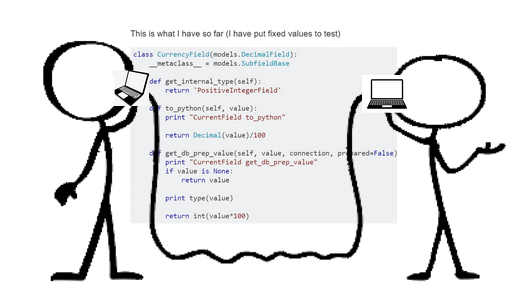 This is what I have so far (I have put fixed values to test)
class CurrencyField(models.DecimalField):
__metaclass__ = models.SubfieldBase
def get_internal_type(self):
return 'PositiveIntegerField'
def to_python(self, value):
print "CurrentField to_python"
return Decimal(value)/100
def get_db_prep_value(self, value, connection, prepared=False)
print "CurrentField get_db_prep_value"
if value is None:
return value
print type(value)
return int(value*100)